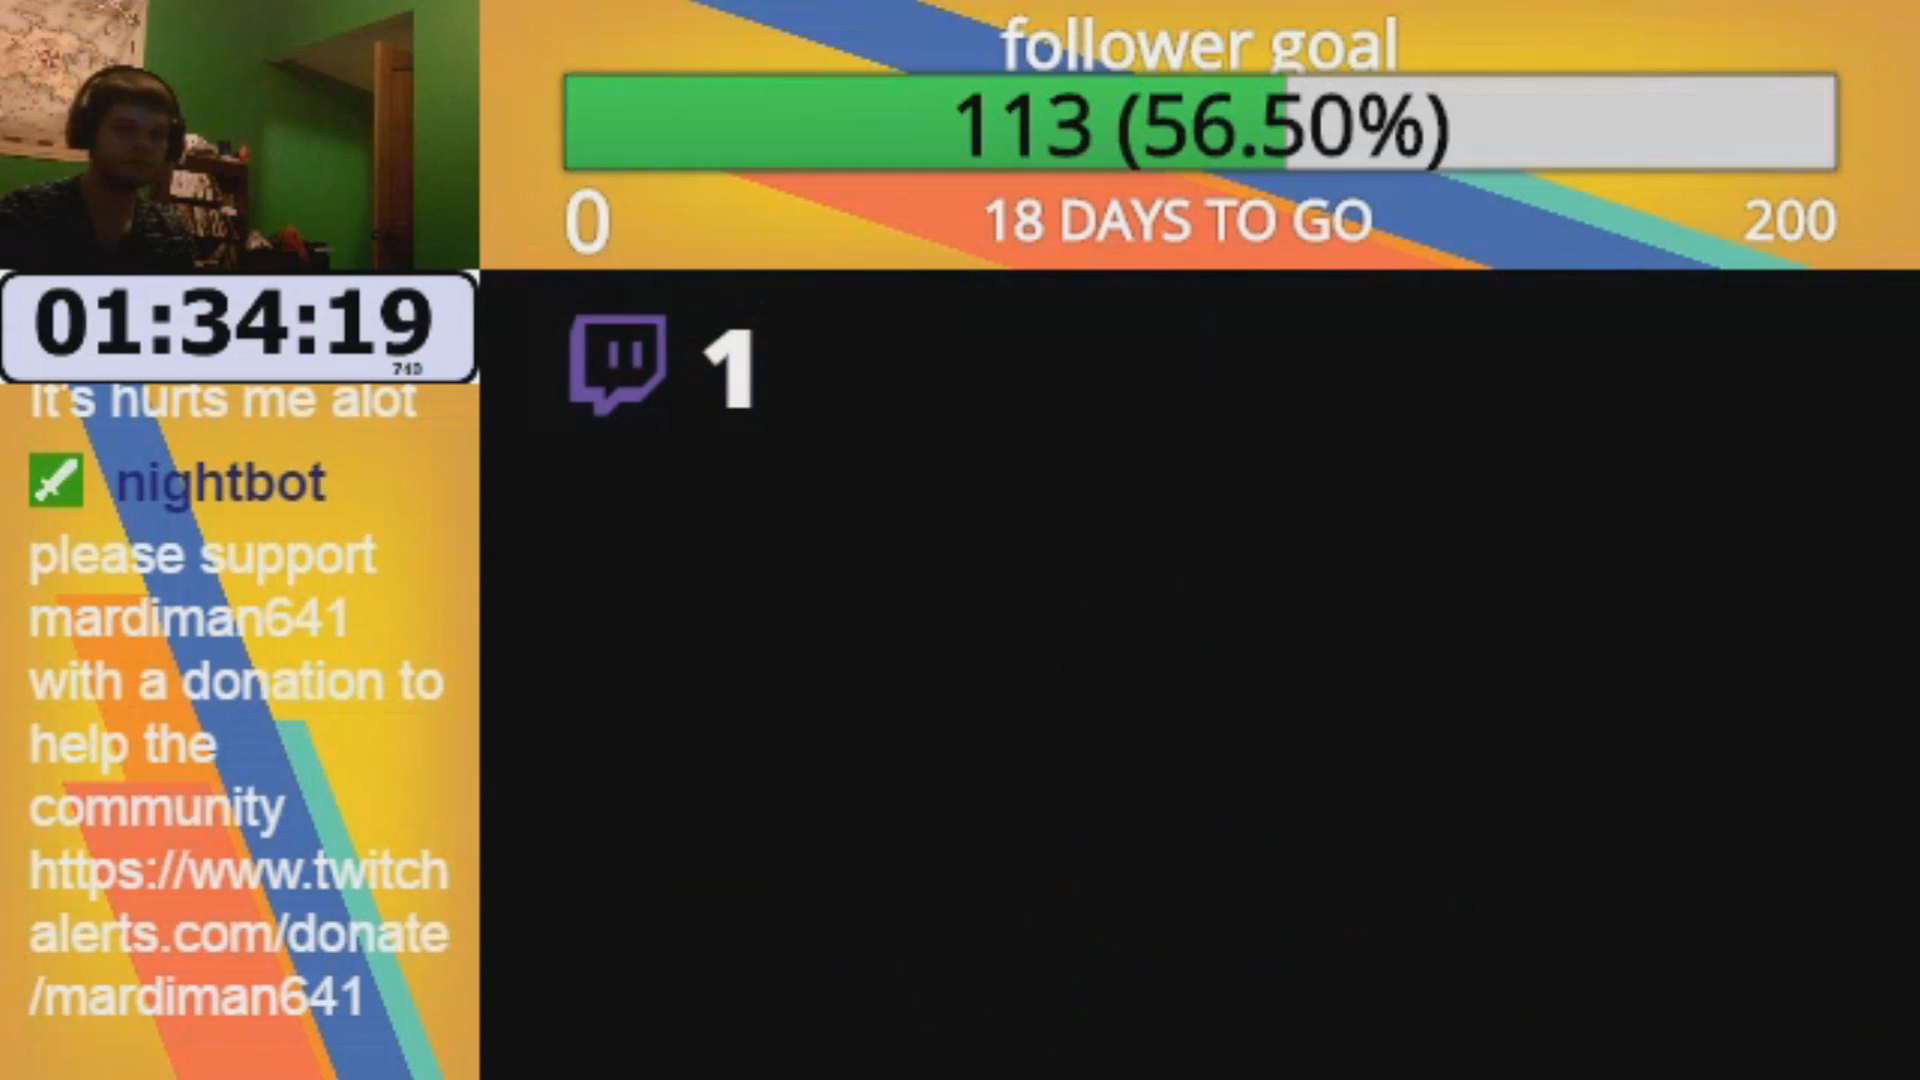 follower goal
113 (56.50%)
0
18 DAYS TO GO
200
01:34:19
1
It's hurts me alot
nightbot
please support
mardiman641
with a donation to
help the
community
https://www.twitch
alerts.com/donate
/mardiman641